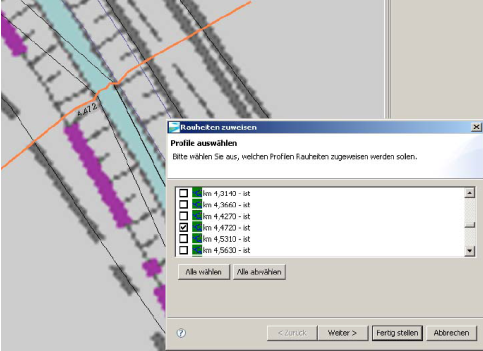 4,472
Rauheiten zuweisen
Profile auswählen
Bitte wählen Sie aus, welchen Profilen Rauheiten zugeweisen werden solen.
km 4,3140 - ist
km 4,3660 - ist
km 4,4270 - ist
km 4,4720 - ist
km 4,5310 - ist
km 4,5630 - ist
Alle wählen Alle abwählen
< Zurück Weiter > Fertig stellen Abbrechen